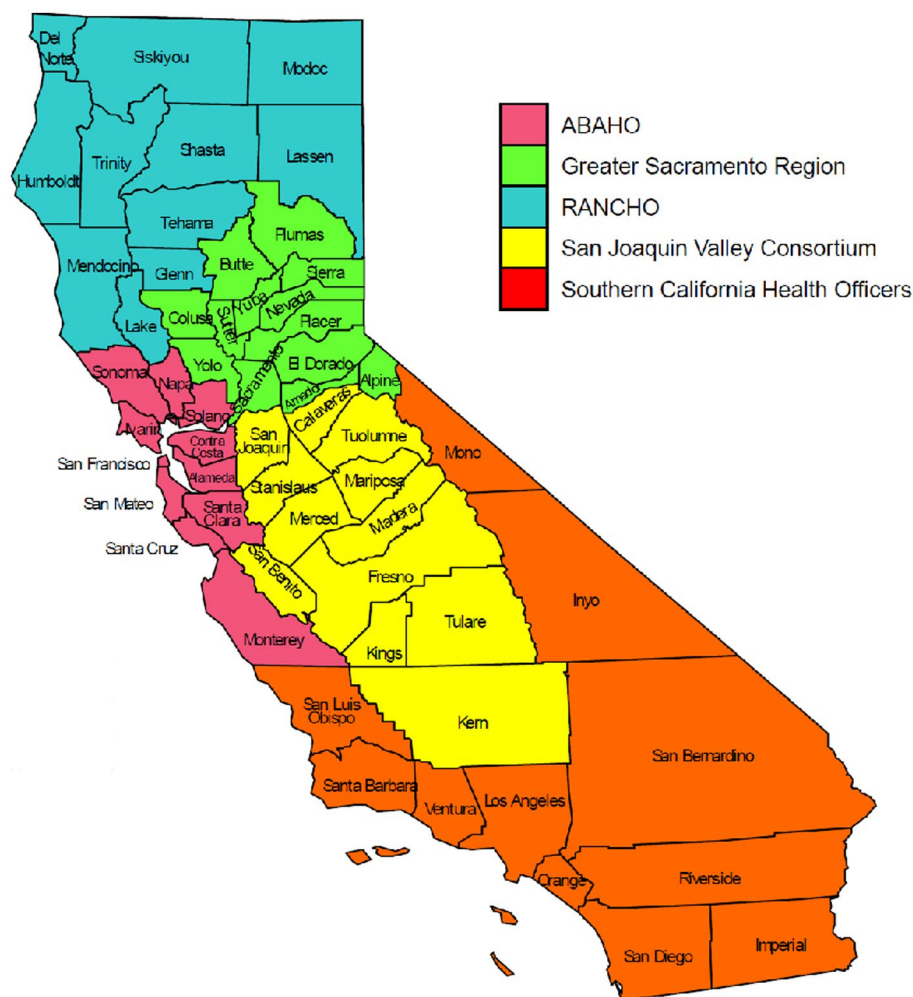 Del
Norte
Siskiyou
Modoc
Humboldt
Trinity
Shasta
Lassen
Tehama
Plumas
Mendocino
Glenn
Butte
Sierra
Lake
Colusa
Sutter
Yuba
Nevada
Placer
Yolo
Sacramento
El Dorado
Amador
Alpine
Sonoma
Napa
Solano
Marin
Contra
Costa
Alameda
San Francisco
San Mateo
Santa
Clara
Santa Cruz
San
Joaquin
Calaveras
Tuolumne
Mono
Stanislaus
Mariposa
Merced
Madera
San Benito
Fresno
Inyo
Monterey
Kings
Tulare
San Luis
Obispo
Kern
San Bernardino
Santa Barbara
Ventura
Los Angeles
Orange
Riverside
San Diego
Imperial
ABAHO
Greater Sacramento Region
RANCHO
San Joaquin Valley Consortium
Southern California Health Officers